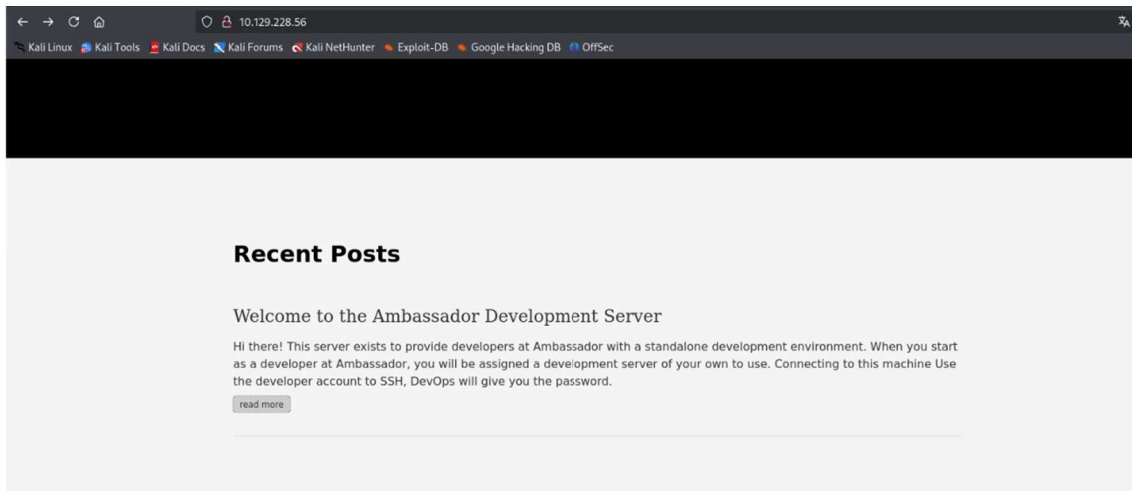 10.129.228.56
Kali Linux Kali Tools Kali Docs Kali Forums Kali NetHunter Exploit-DB Google Hacking DB OffSec
Recent Posts
Welcome to the Ambassador Development Server
Hi there! This server exists to provide developers at Ambassador with a standalone development environment. When you start
as a developer at Ambassador, you will be assigned a development server of your own to use. Connecting to this machine Use
the developer account to SSH, DevOps will give you the password.
read more